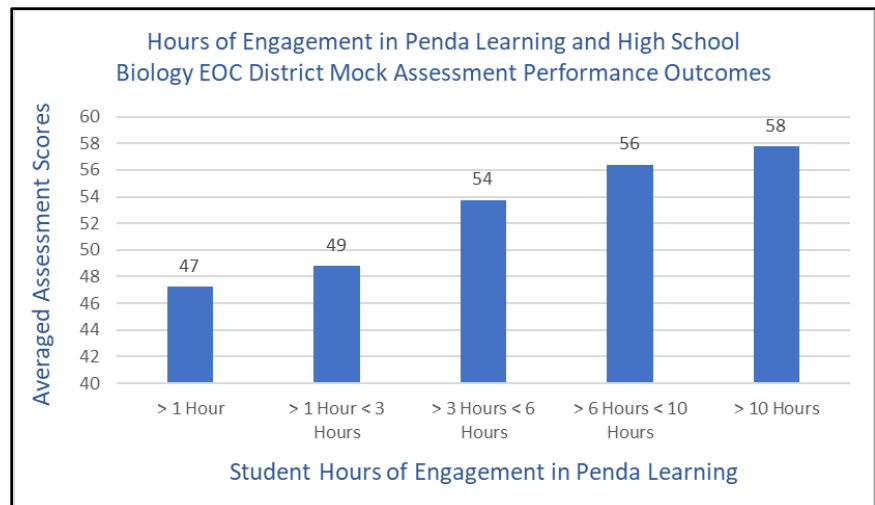 Hours of Engagement in Penda Learning and High School
Biology EOC District Mock Assessment Performance Outcomes
Averaged Assessment Scores
60
58
56
54
52
50
48
46
44
42
40
47
49
54
56
58
> 1 Hour
> 1 Hour < 3
Hours
> 3 Hours < 6
Hours
> 6 Hours < 10
Hours
> 10 Hours
Student Hours of Engagement in Penda Learning